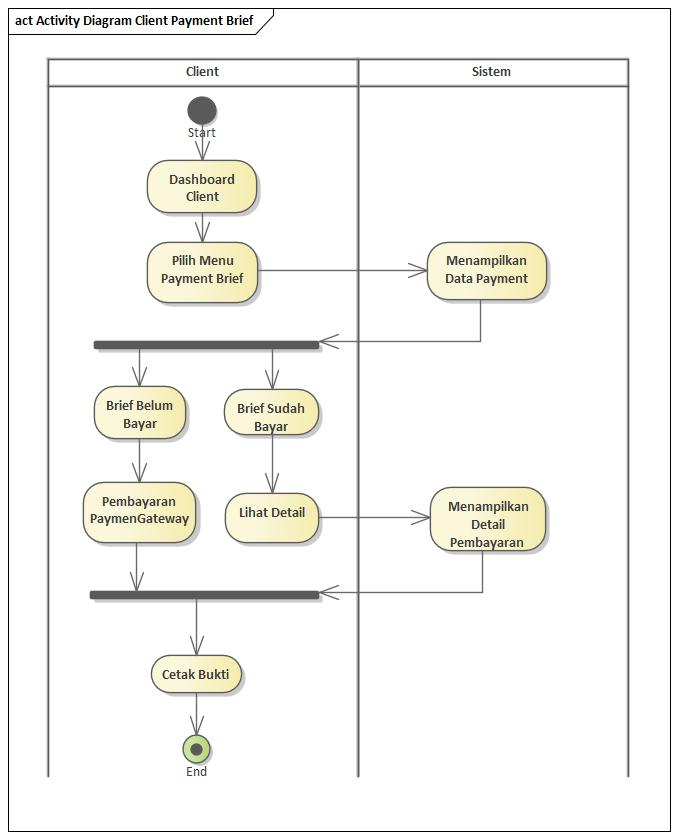 act Activity Diagram Client Payment Brief
Client
Sistem
Start
Dashboard
Client
Pilih Menu
Payment Brief
Menampilkan
Data Payment
Brief Belum
Bayar
Brief Sudah
Bayar
Pembayaran
PaymenGateway
Lihat Detail
Menampilkan
Detail
Pembayaran
Cetak Bukti
End